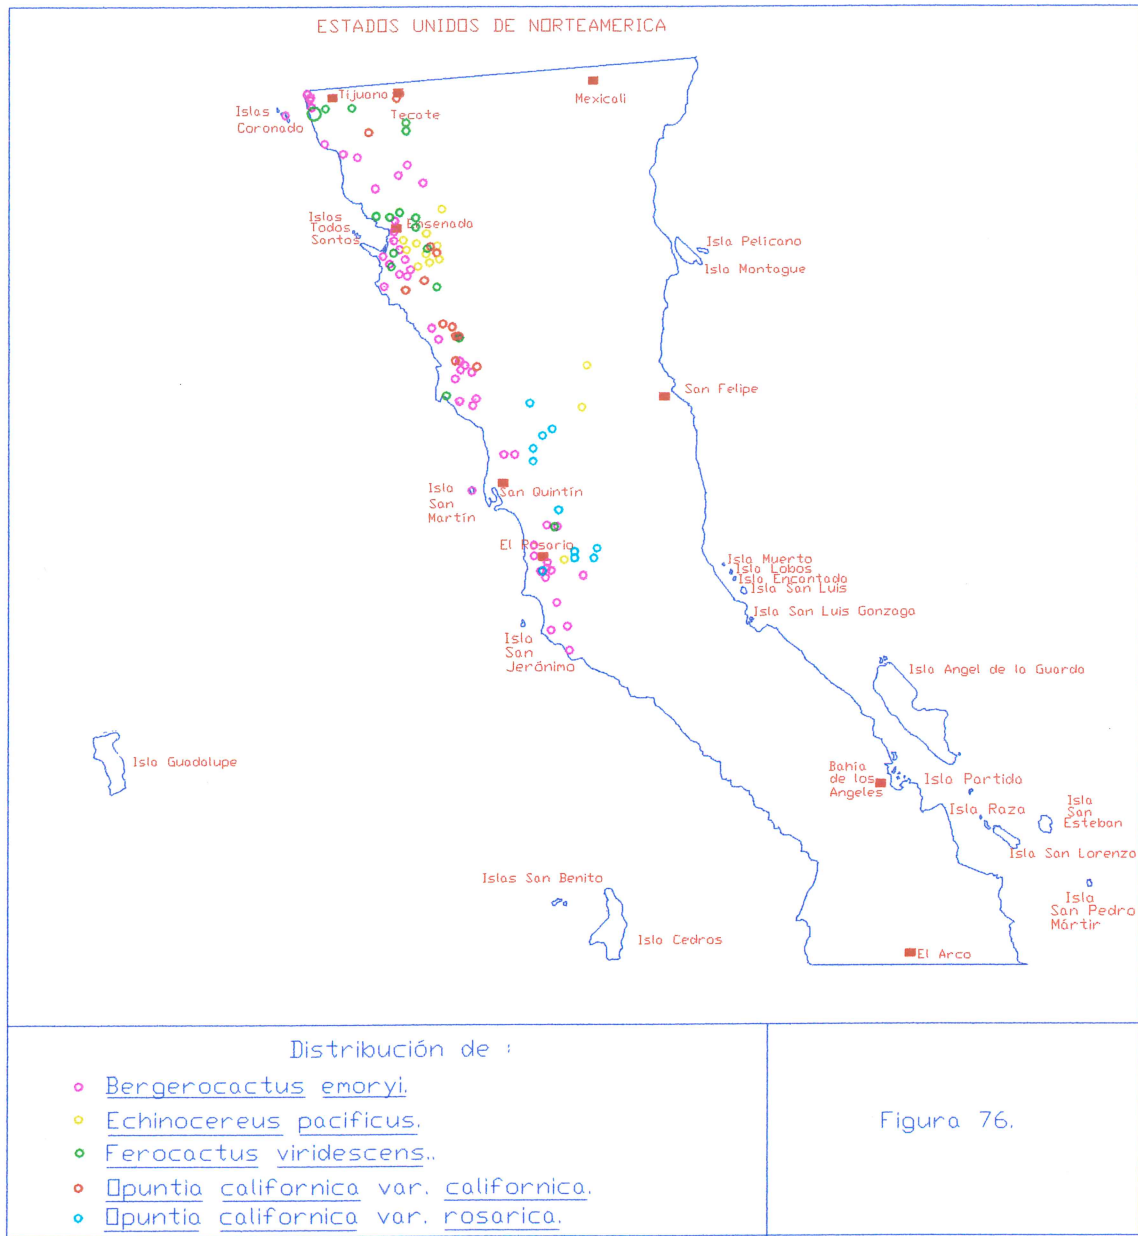 ESTADOS UNIDOS DE NORTEAMERICA
Tijuana
Mexicali
Islas
Coronado
Tecate
Islas
Todos
Santos
Ensenada
Isla Pelicano
Isla Montague
San Felipe
Isla
San
Martín
San Quintín
El Rosario
Isla Muerto
Isla Lobos
Isla Encantada
Isla San Luis
Isla San Luis Gonzaga
Isla
San
Jerónimo
Isla Angel de la Guarda
Isla Guadalupe
Bahía
de los
Angeles
Isla Partida
Isla Raza
Isla
San
Esteban
Isla San Lorenzo
Islas San Benito
Isla
San Pedro
Mártir
Isla Cedros
El Arco
Distribución de :
Bergerocactus emoryi.
Echinocereus pacificus.
Ferocactus viridescens..
Opuntia californica var. californica.
Opuntia californica var. rosarica.
Figura 76.